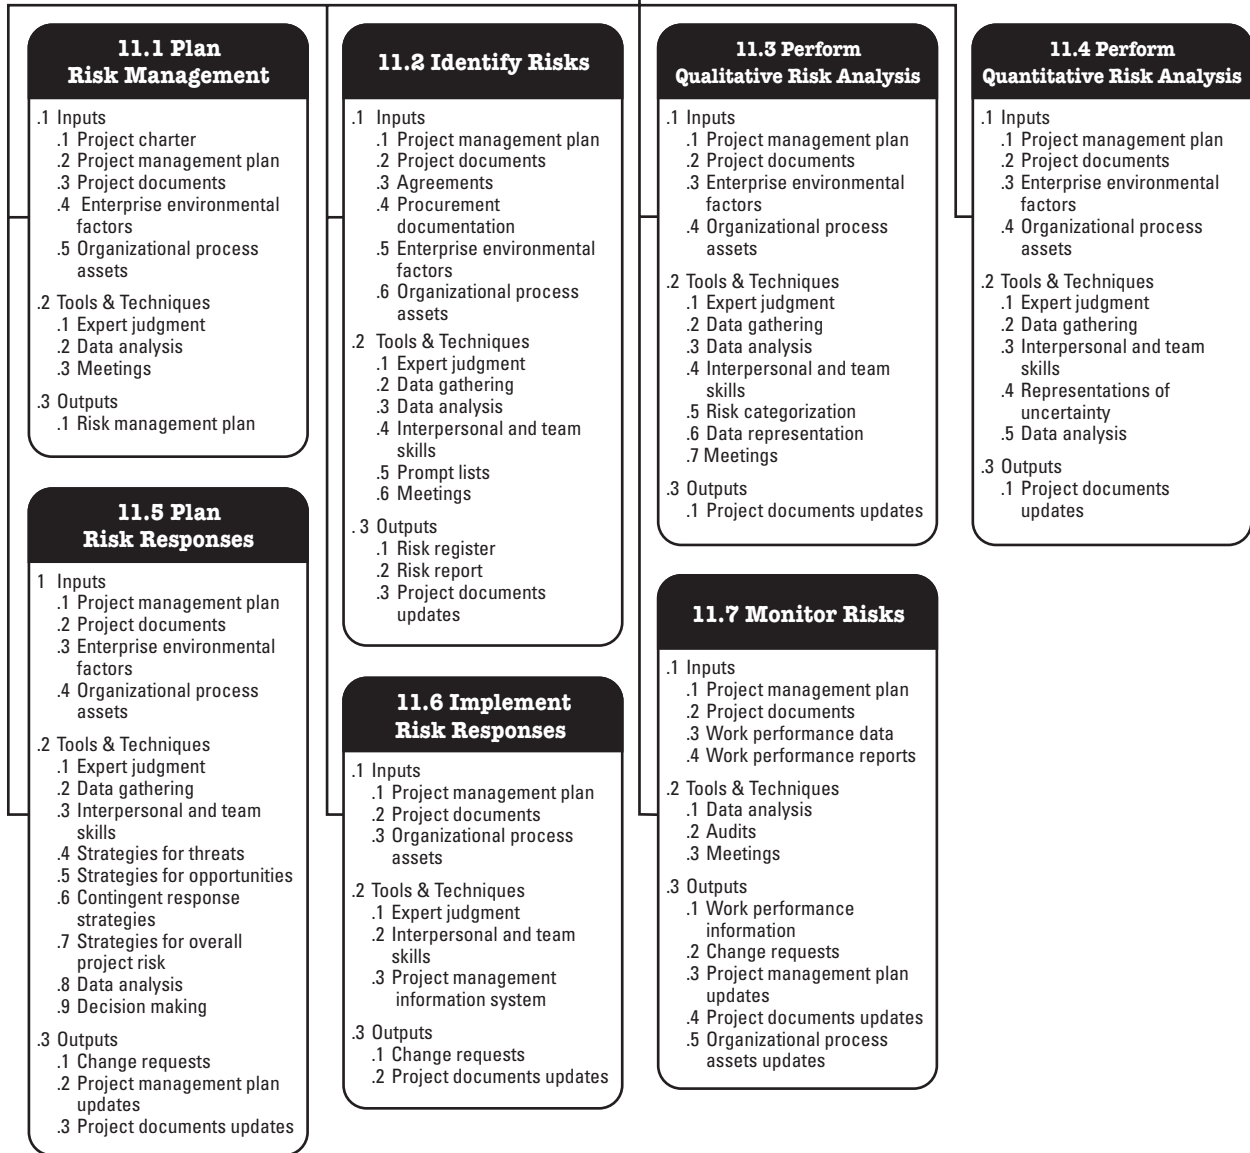 11.1 Plan
Risk Management
.1 Inputs
.1 Project charter
.2 Project management plan
.3 Project documents
.4 Enterprise environmental
factors
.5 Organizational process
assets
.2 Tools & Techniques
.1 Expert judgment
.2 Data analysis
.3 Meetings
.3 Outputs
.1 Risk management plan
11.2 Identify Risks
.1 Inputs
.1 Project management plan
.2 Project documents
.3 Agreements
.4 Procurement
documentation
.5 Enterprise environmental
factors
.6 Organizational process
assets
.2 Tools & Techniques
.1 Expert judgment
.2 Data gathering
.3 Data analysis
.4 Interpersonal and team
skills
.5 Prompt lists
.6 Meetings
. 3 Outputs
.1 Risk register
.2 Risk report
.3 Project documents
updates
11.3 Perform
Qualitative Risk Analysis
.1 Inputs
.1 Project management plan
.2 Project documents
.3 Enterprise environmental
factors
.4 Organizational process
assets
.2 Tools & Techniques
.1 Expert judgment
.2 Data gathering
.3 Data analysis
.4 Interpersonal and team
skills
.5 Risk categorization
.6 Data representation
.7 Meetings
.3 Outputs
.1 Project documents updates
11.4 Perform
Quantitative Risk Analysis
.1 Inputs
.1 Project management plan
.2 Project documents
.3 Enterprise environmental
factors
.4 Organizational process
assets
.2 Tools & Techniques
.1 Expert judgment
.2 Data gathering
.3 Interpersonal and team
skills
.4 Representations of
uncertainty
.5 Data analysis
.3 Outputs
.1 Project documents
updates
11.5 Plan
Risk Responses
1 Inputs
.1 Project management plan
.2 Project documents
.3 Enterprise environmental
factors
.4 Organizational process
assets
.2 Tools & Techniques
.1 Expert judgment
.2 Data gathering
.3 Interpersonal and team
skills
.4 Strategies for threats
.5 Strategies for opportunities
.6 Contingent response
strategies
.7 Strategies for overall
project risk
.8 Data analysis
.9 Decision making
.3 Outputs
.1 Change requests
.2 Project management plan
updates
.3 Project documents updates
11.6 Implement
Risk Responses
.1 Inputs
.1 Project management plan
.2 Project documents
.3 Organizational process
assets
.2 Tools & Techniques
.1 Expert judgment
.2 Interpersonal and team
skills
.3 Project management
information system
.3 Outputs
.1 Change requests
.2 Project documents updates
11.7 Monitor Risks
.1 Inputs
.1 Project management plan
.2 Project documents
.3 Work performance data
.4 Work performance reports
.2 Tools & Techniques
.1 Data analysis
.2 Audits
.3 Meetings
.3 Outputs
.1 Work performance
information
.2 Change requests
.3 Project management plan
updates
.4 Project documents updates
.5 Organizational process
assets updates